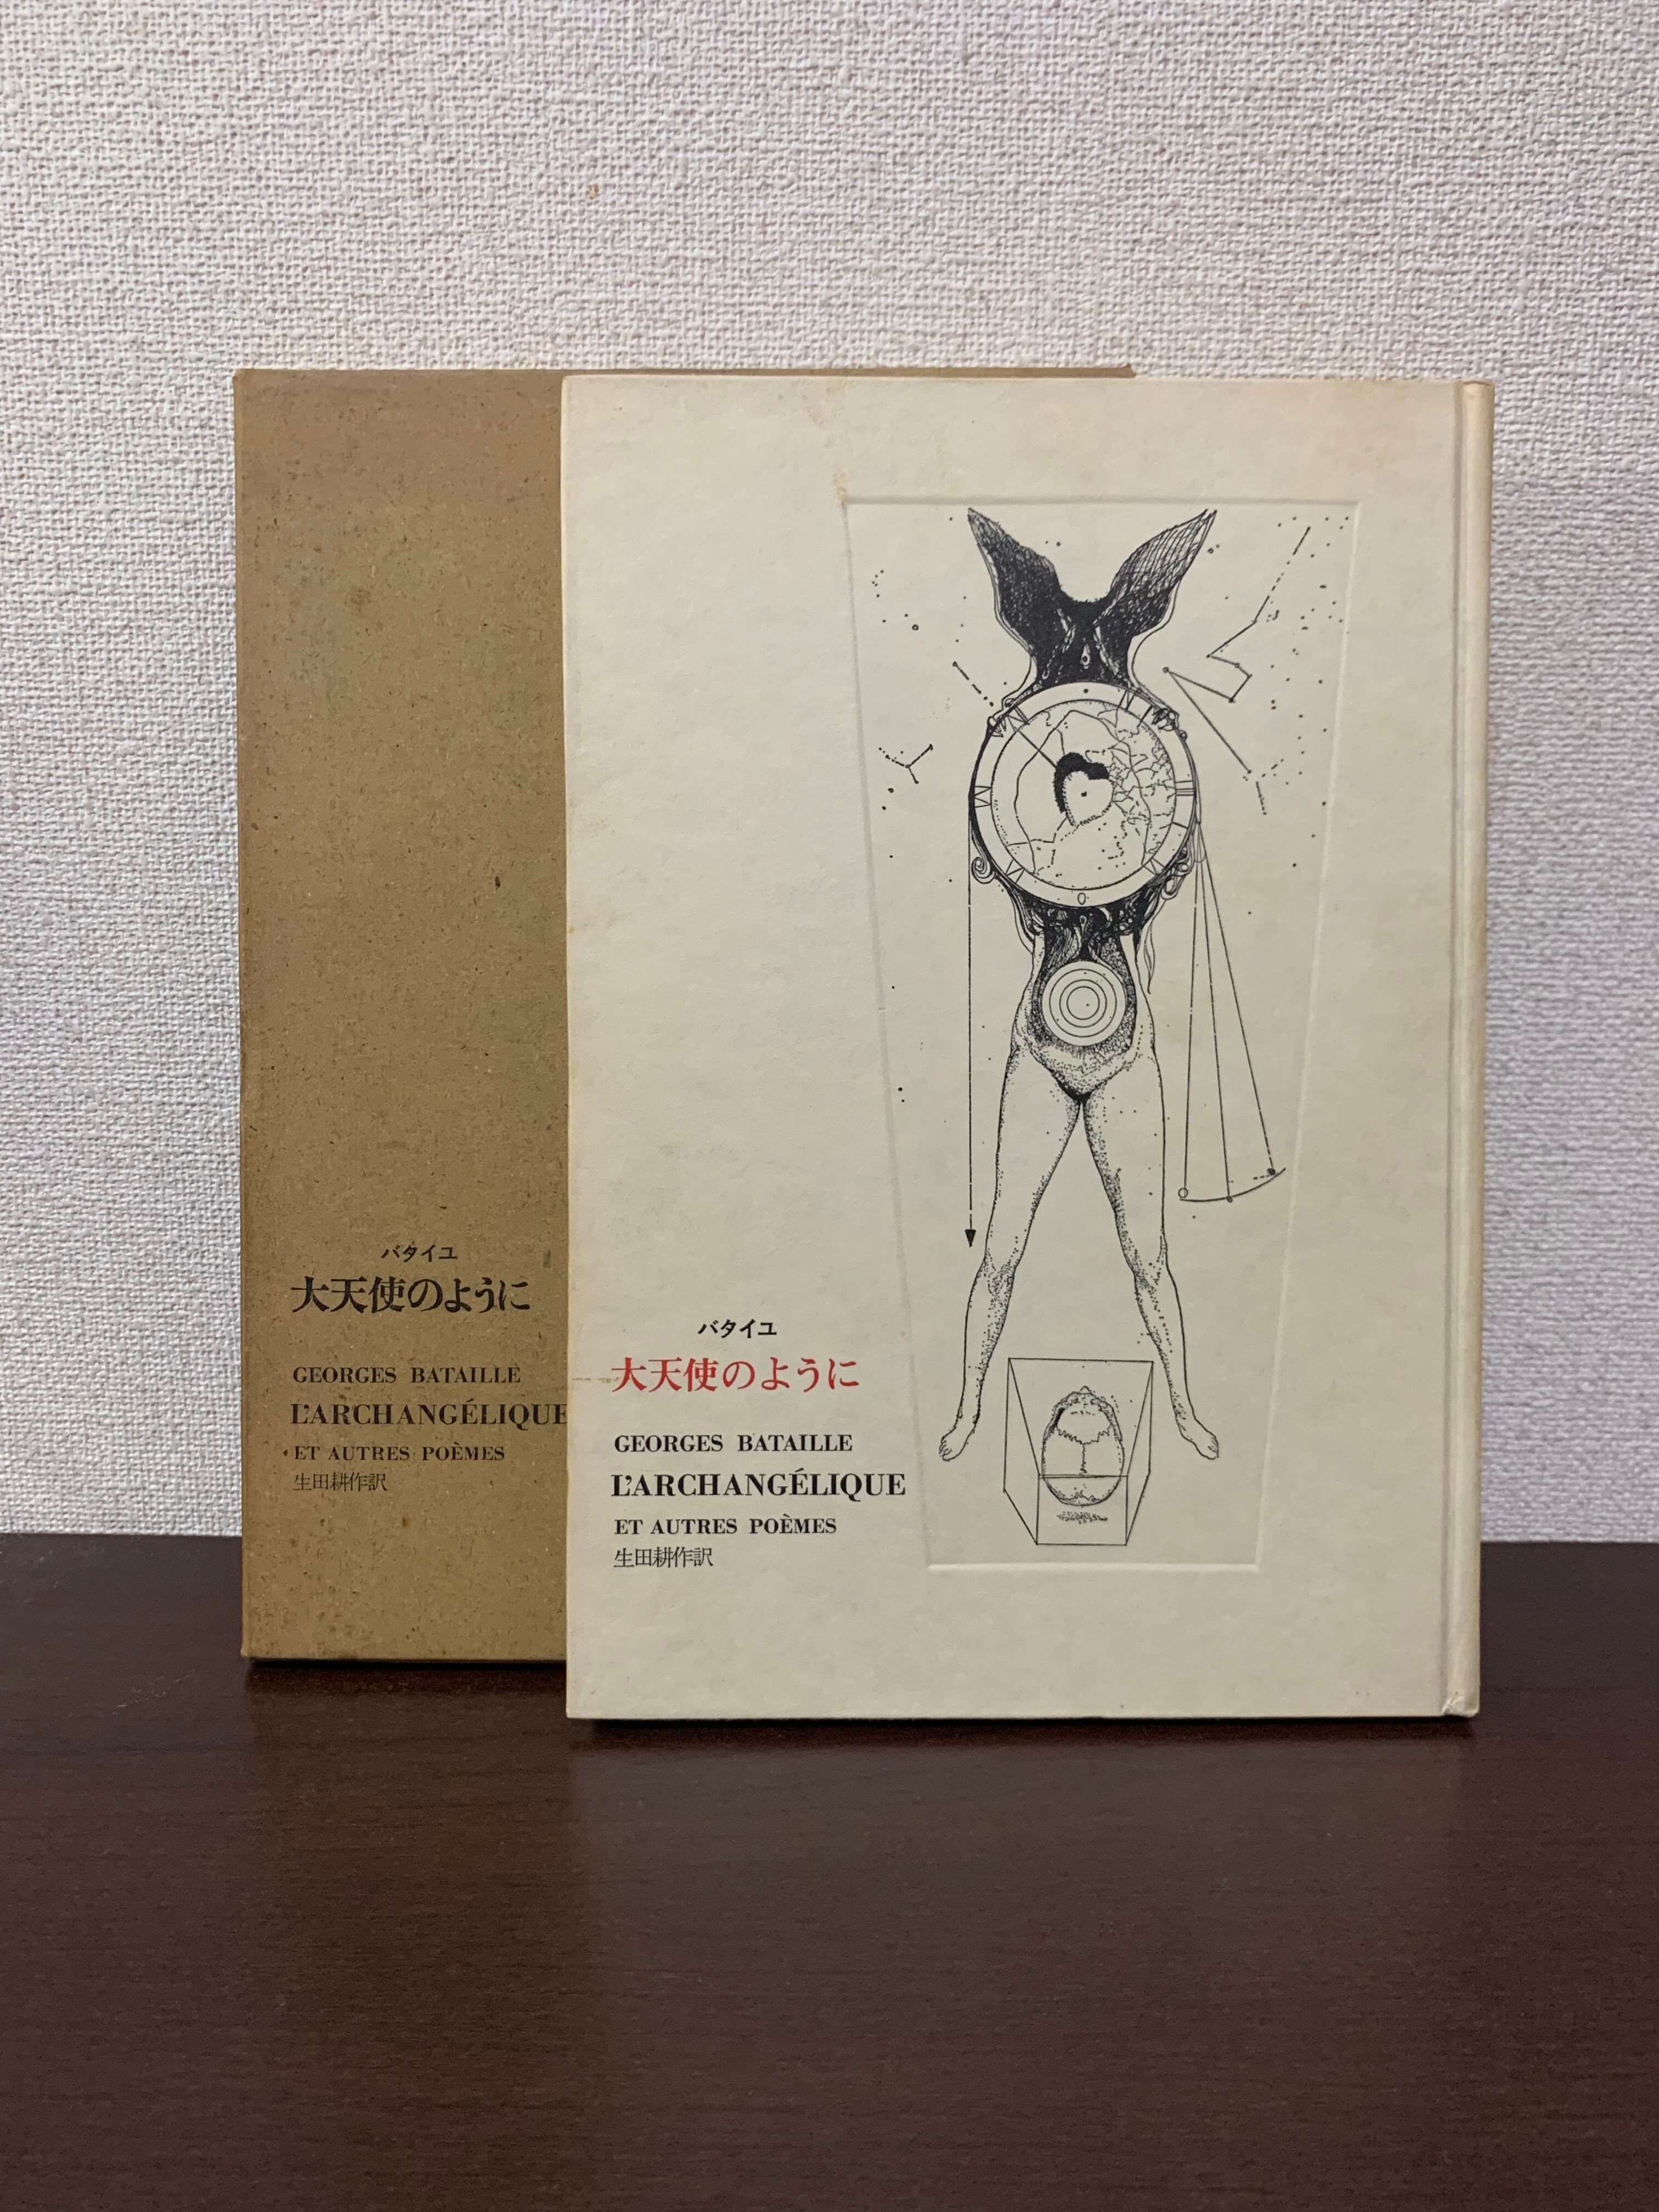 バタイユ
大天使のように
GEORGES BATAILLE
L'ARCHANGÉLIQUE
ET AUTRES POÈMES
生田耕作訳
バタイユ
大天使のように
GEORGES BATAILLE
L'ARCHANGÉLIQUE
ET AUTRES POÈMES
生田耕作訳